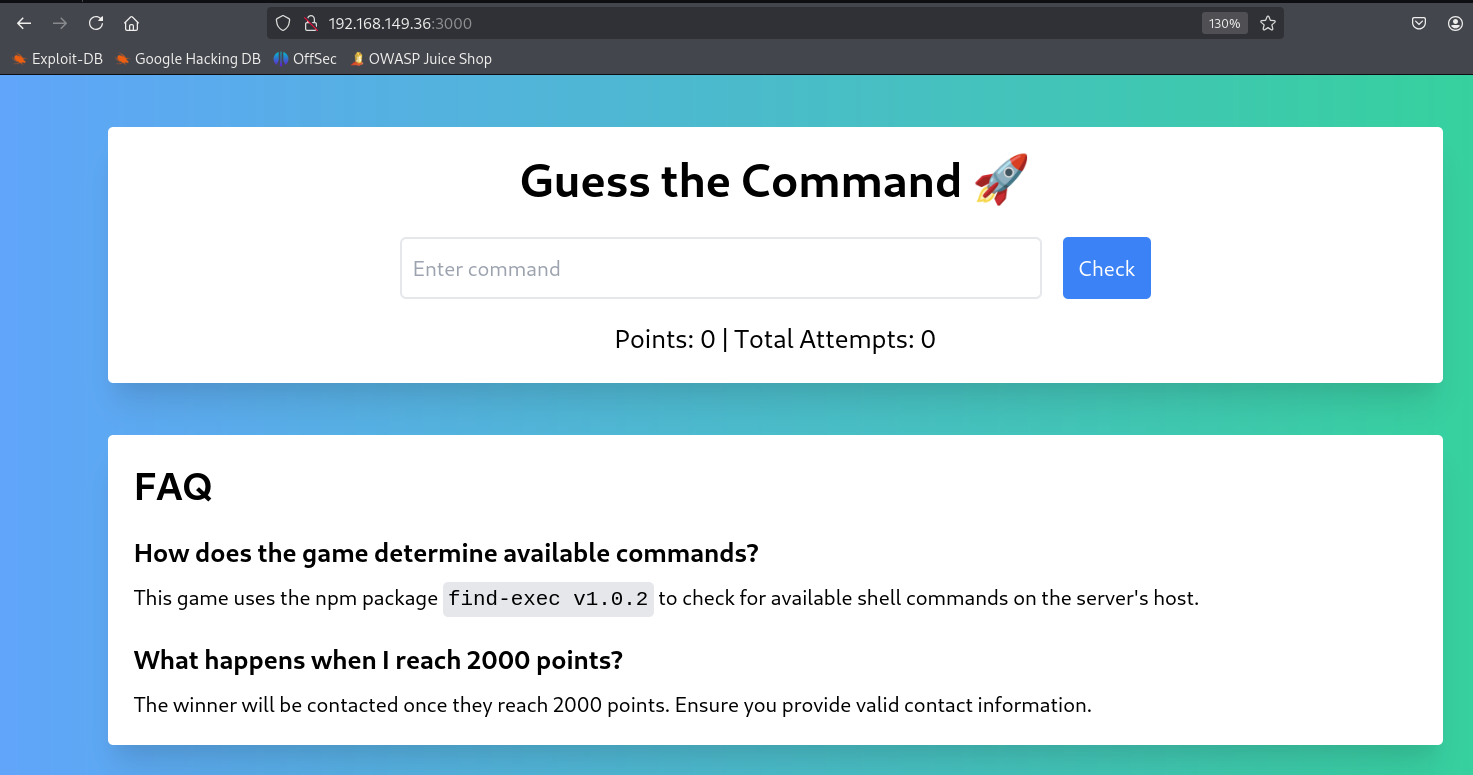 192.168.149.36:3000
130%
Exploit-DB Google Hacking DB OffSec OWASP Juice Shop
Guess the Command 🚀
Enter command Check
Points: 0 | Total Attempts: 0
FAQ
How does the game determine available commands?
This game uses the npm package find-exec v1.0.2 to check for available shell commands on the server's host.
What happens when I reach 2000 points?
The winner will be contacted once they reach 2000 points. Ensure you provide valid contact information.